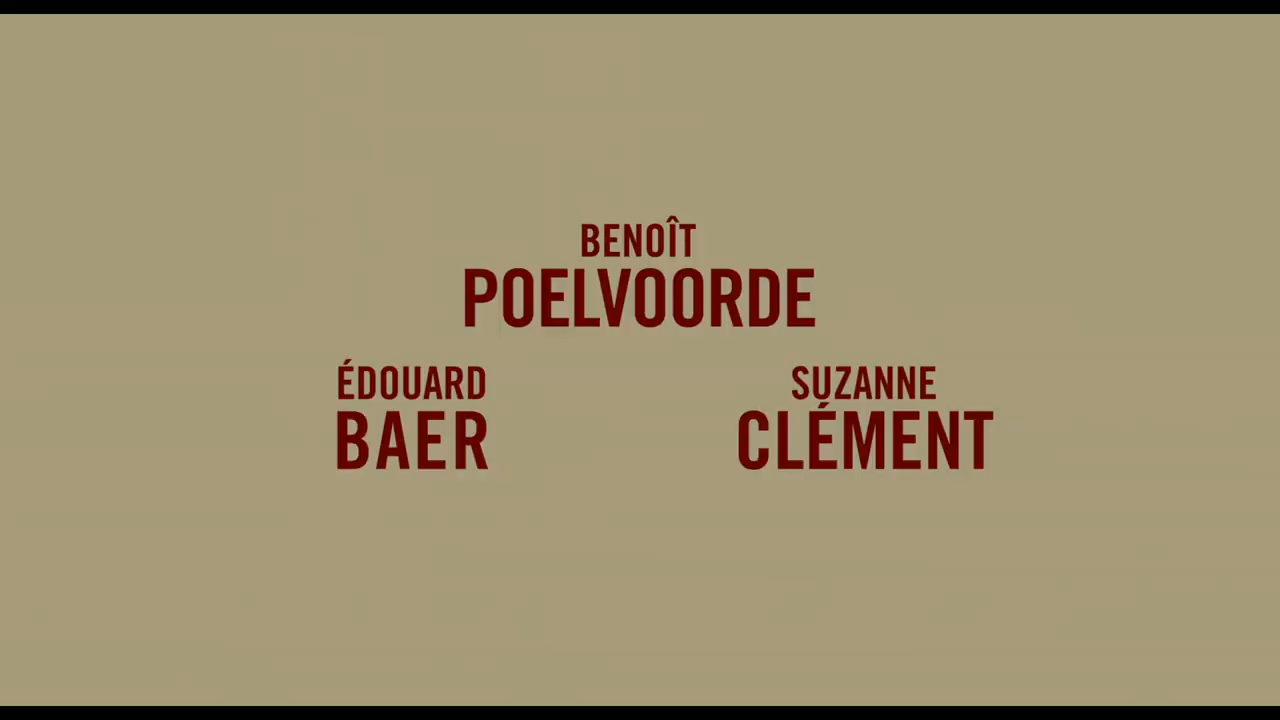 BENOÎT
POELVOORDE
ÉDOUARD
BAER
SUZANNE
CLÉMENT